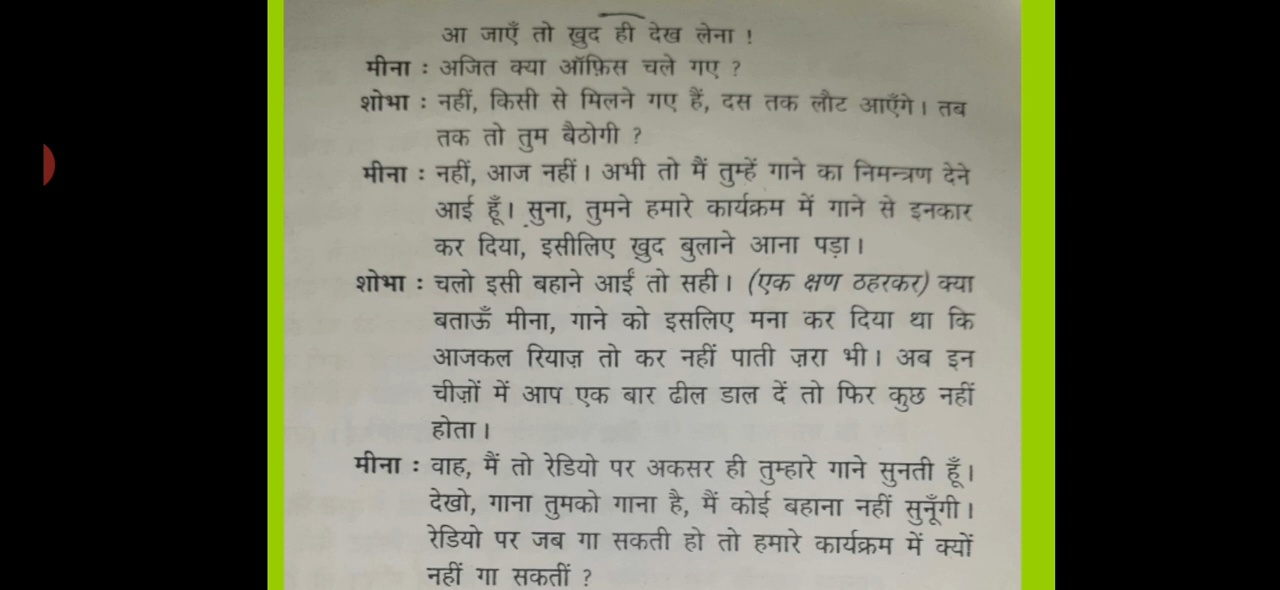 आ जाएँ तो ख़ुद ही देख लेना !
मीना : अजित क्या ऑफ़िस चले गए ?
शोभा : नहीं, किसी से मिलने गए हैं, दस तक लौट आएँगे। तब
तक तो तुम बैठोगी ?
मीना : नहीं, आज नहीं। अभी तो मैं तुम्हें गाने का निमन्त्रण देने
आई हूँ। सुना, तुमने हमारे कार्यक्रम में गाने से इनकार
कर दिया, इसीलिए ख़ुद बुलाने आना पड़ा।
शोभा : चलो इसी बहाने आईं तो सही। (एक क्षण ठहरकर) क्या
बताऊँ मीना, गाने को इसलिए मना कर दिया था कि
आजकल रियाज़ तो कर नहीं पाती ज़रा भी। अब इन
चीज़ों में आप एक बार ढील डाल दें तो फिर कुछ नहीं
होता।
मीना : वाह, मैं तो रेडियो पर अकसर ही तुम्हारे गाने सुनती हूँ।
देखो, गाना तुमको गाना है, मैं कोई बहाना नहीं सुनूँगी।
रेडियो पर जब गा सकती हो तो हमारे कार्यक्रम में क्यों
नहीं गा सकतीं ?